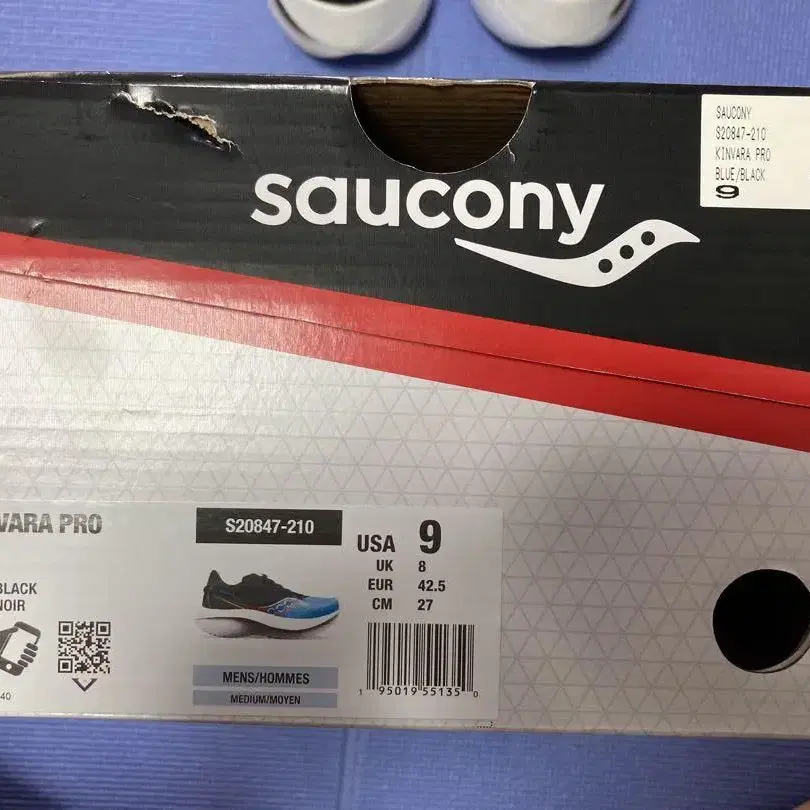 SAUCONY
S20847-210
KINVARA PRO
BLUE/BLACK
9
saucony
VARA PRO
S20847-210
USA 9
UK 8
EUR 42.5
CM 27
BLACK
NOIR
MENS/HOMMES
MEDIUM/MOYEN
40
1 95019 55135 0